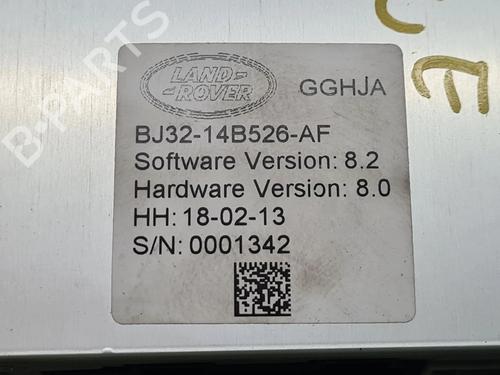 LAND-
ROVER
GGHJA
BJ32-14B526-AF
Software Version: 8.2
Hardware Version: 8.0
HH: 18-02-13
S/N: 0001342
B-PARTS
B-PARTS